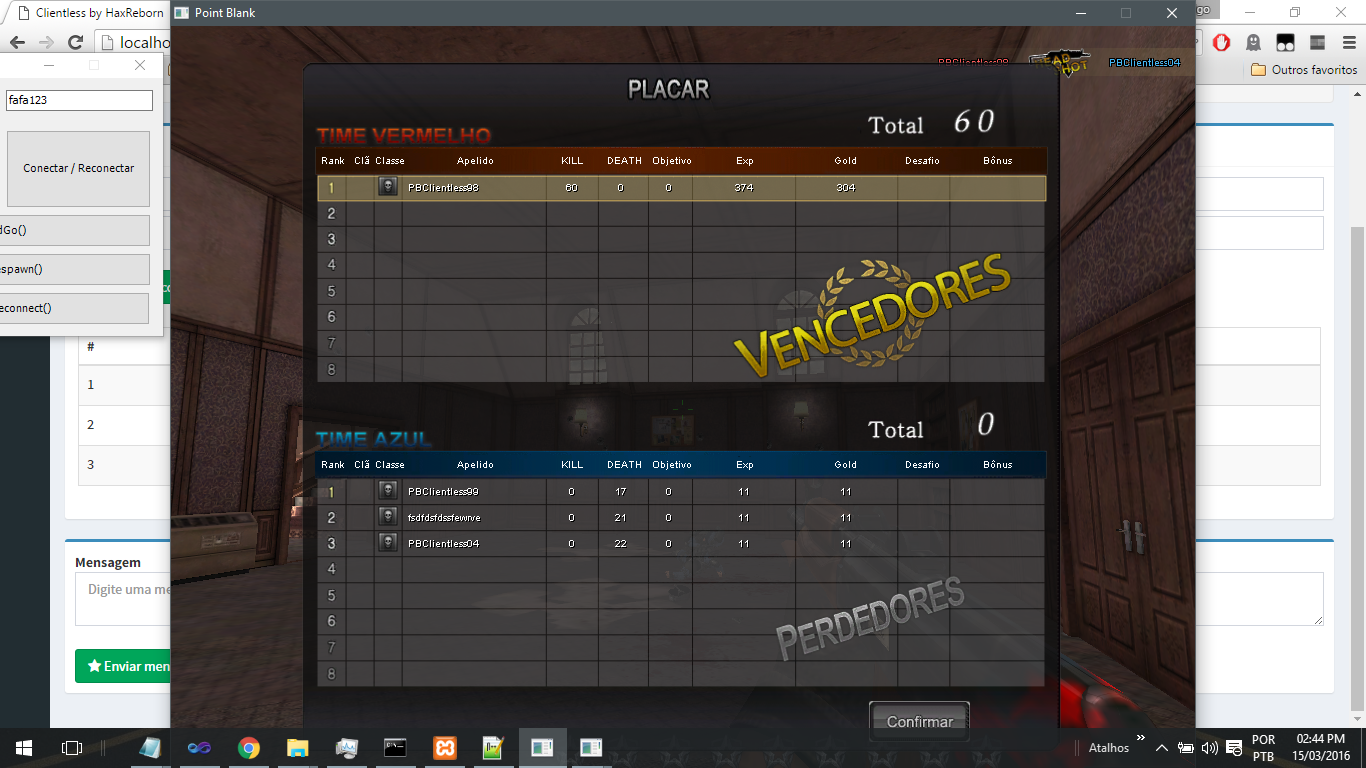 Clientless by HaxReborn
Point Blank
go
localho
Outros favoritos
fafa123
Conectar / Reconectar
dGo()
espawn()
econnect()
#
1
2
3
Mensagem
Digite uma me
Enviar men
PBClientless98 HEADSHOT PBClientless04
PLACAR
Total 60
TIME VERMELHO
Rank Clã Classe Apelido KILL DEATH Objetivo Exp Gold Desafio Bônus
1 PBClientless98 60 0 0 374 304
2
3
4
5
6
7
8
VENCEDORES
Total 0
TIME AZUL
Rank Clã Classe Apelido KILL DEATH Objetivo Exp Gold Desafio Bônus
1 PBClientless99 0 17 0 11 11
2 0 21 0 11 11
3 PBClientless04 0 22 0 11 11
4
5
6
7
8
PERDEDORES
Confirmar
Atalhos
POR
PTB
02:44 PM
15/03/2016